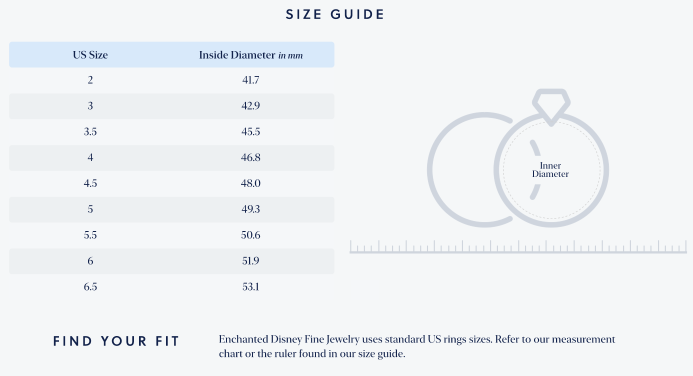 SIZE GUIDE
US Size Inside Diameter in mm
2 41.7
3 42.9
3.5 45.5
4 46.8
4.5 48.0
5 49.3
5.5 50.6
6 51.9
6.5 53.1
Inner
Diameter
FIND YOUR FIT
Enchanted Disney Fine Jewelry uses standard US rings sizes. Refer to our measurement
chart or the ruler found in our size guide.